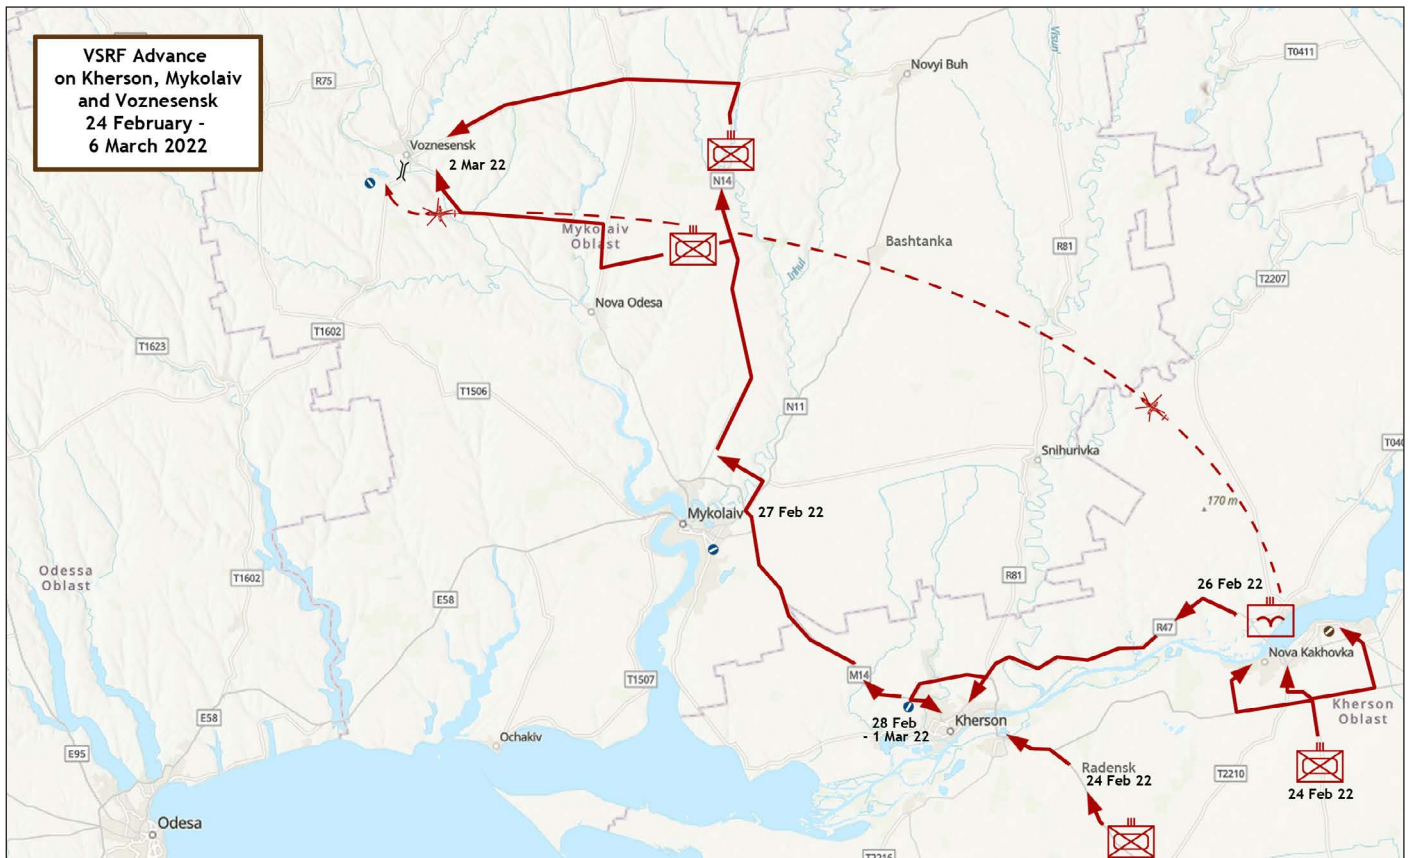 VSRF Advance
on Kherson, Mykolaiv
and Voznesensk
24 February -
6 March 2022
Novyi Buh
Visun'
T0411
R75
Voznesensk
2 Mar 22
N14
Mykolaiv
Oblast
Bashtanka
R81
Inhul
T2207
Nova Odesa
T1602
T1623
T1506
N11
Snihurivka
T040
170 m
Mykolaiv
27 Feb 22
Odessa
Oblast
T1602
E58
R81
26 Feb 22
R47
Nova Kakhovka
M14
T1507
Kherson
Oblast
E58
28 Feb
- 1 Mar 22
Kherson
Ochakiv
E95
Radensk
24 Feb 22
T2210
24 Feb 22
Odesa
T2216